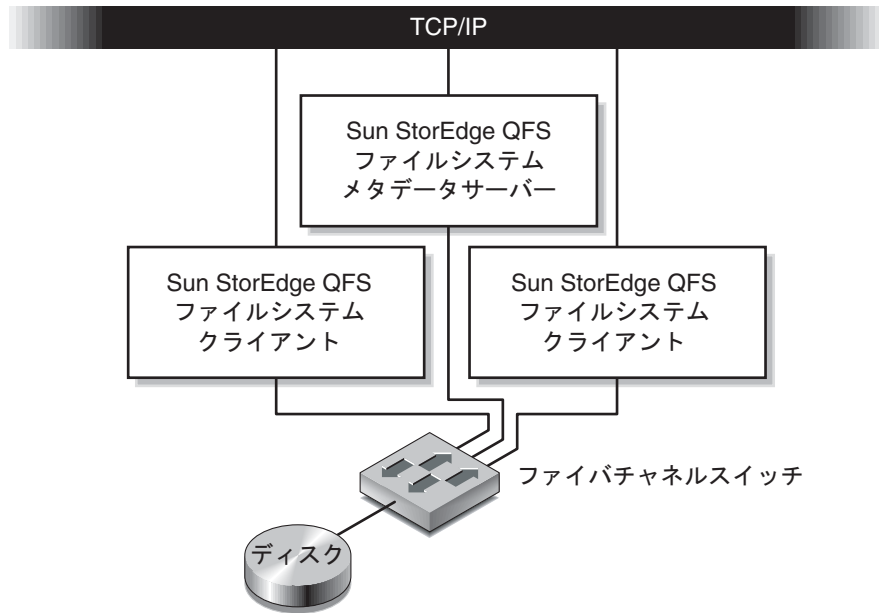 TCP/IP
Sun StorEdge QFS
ファイルシステム
メタデータサーバー
Sun StorEdge QFS
ファイルシステム
クライアント
Sun StorEdge QFS
ファイルシステム
クライアント
ファイバチャネルスイッチ
ディスク